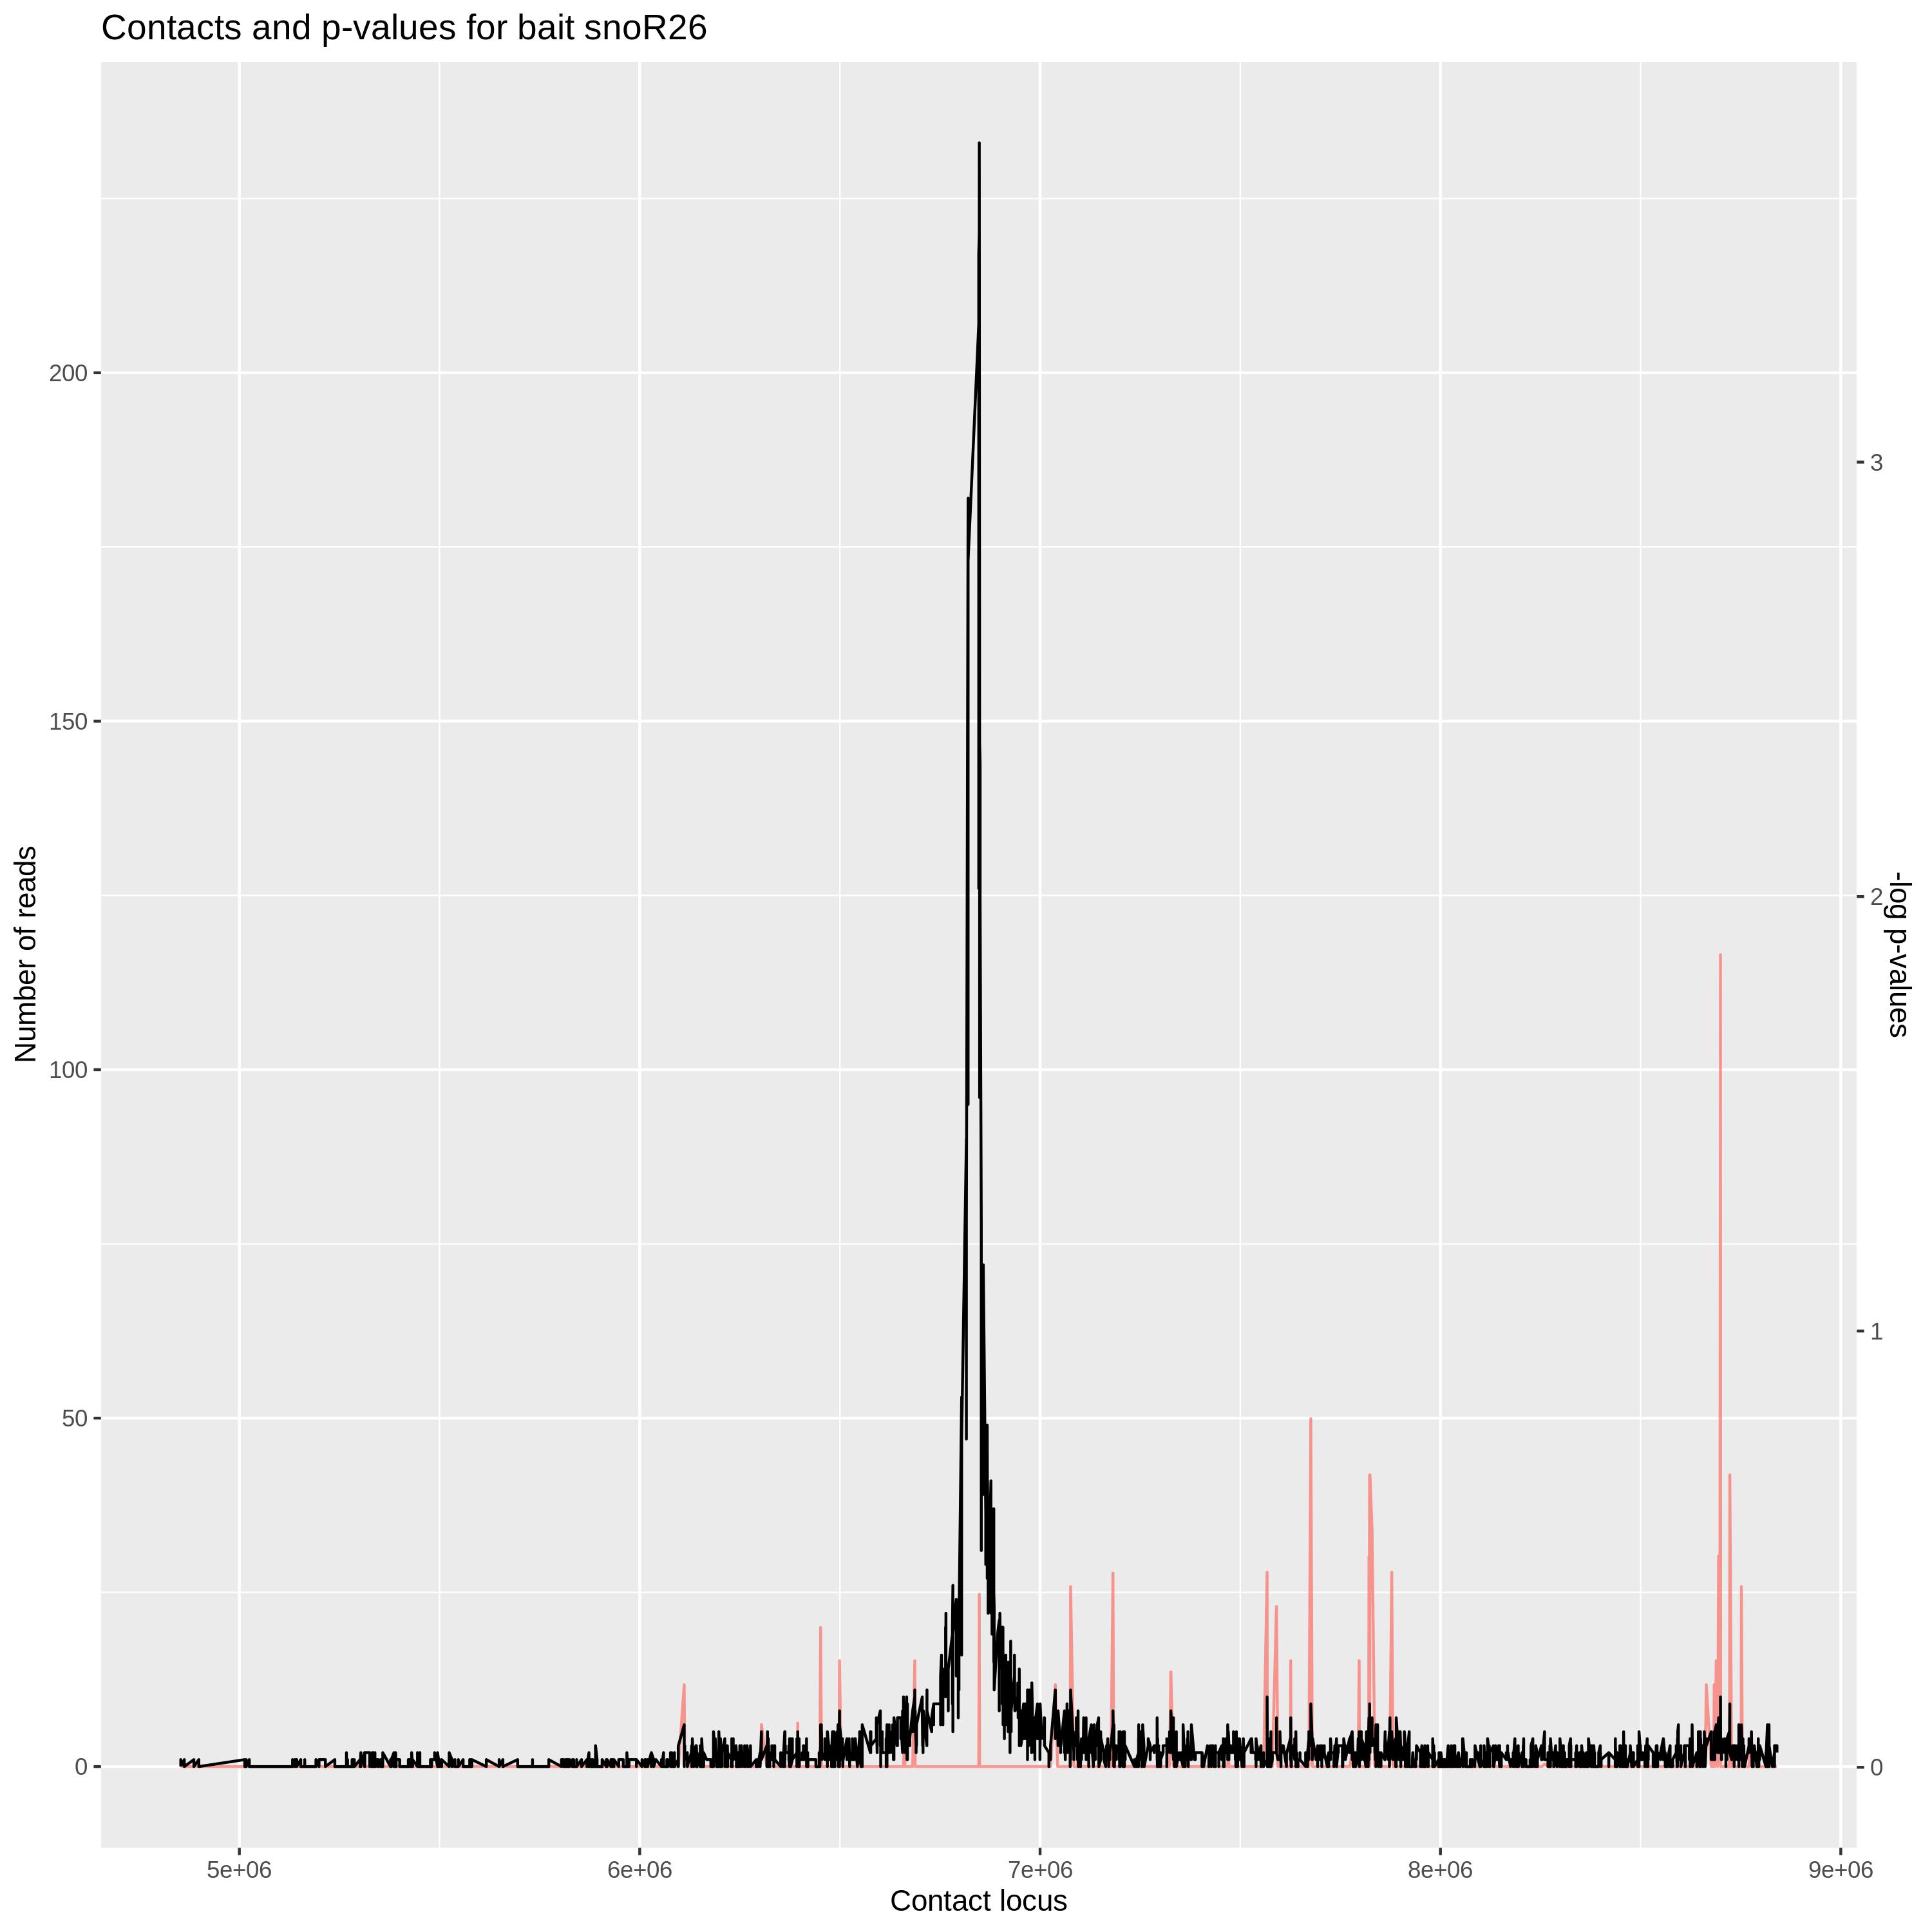 Contacts and p-values for bait snoR26
Number of reads
200
150
100
50
0
3
2
1
0
-log p-values
5e+06
6e+06
7e+06
8e+06
9e+06
Contact locus